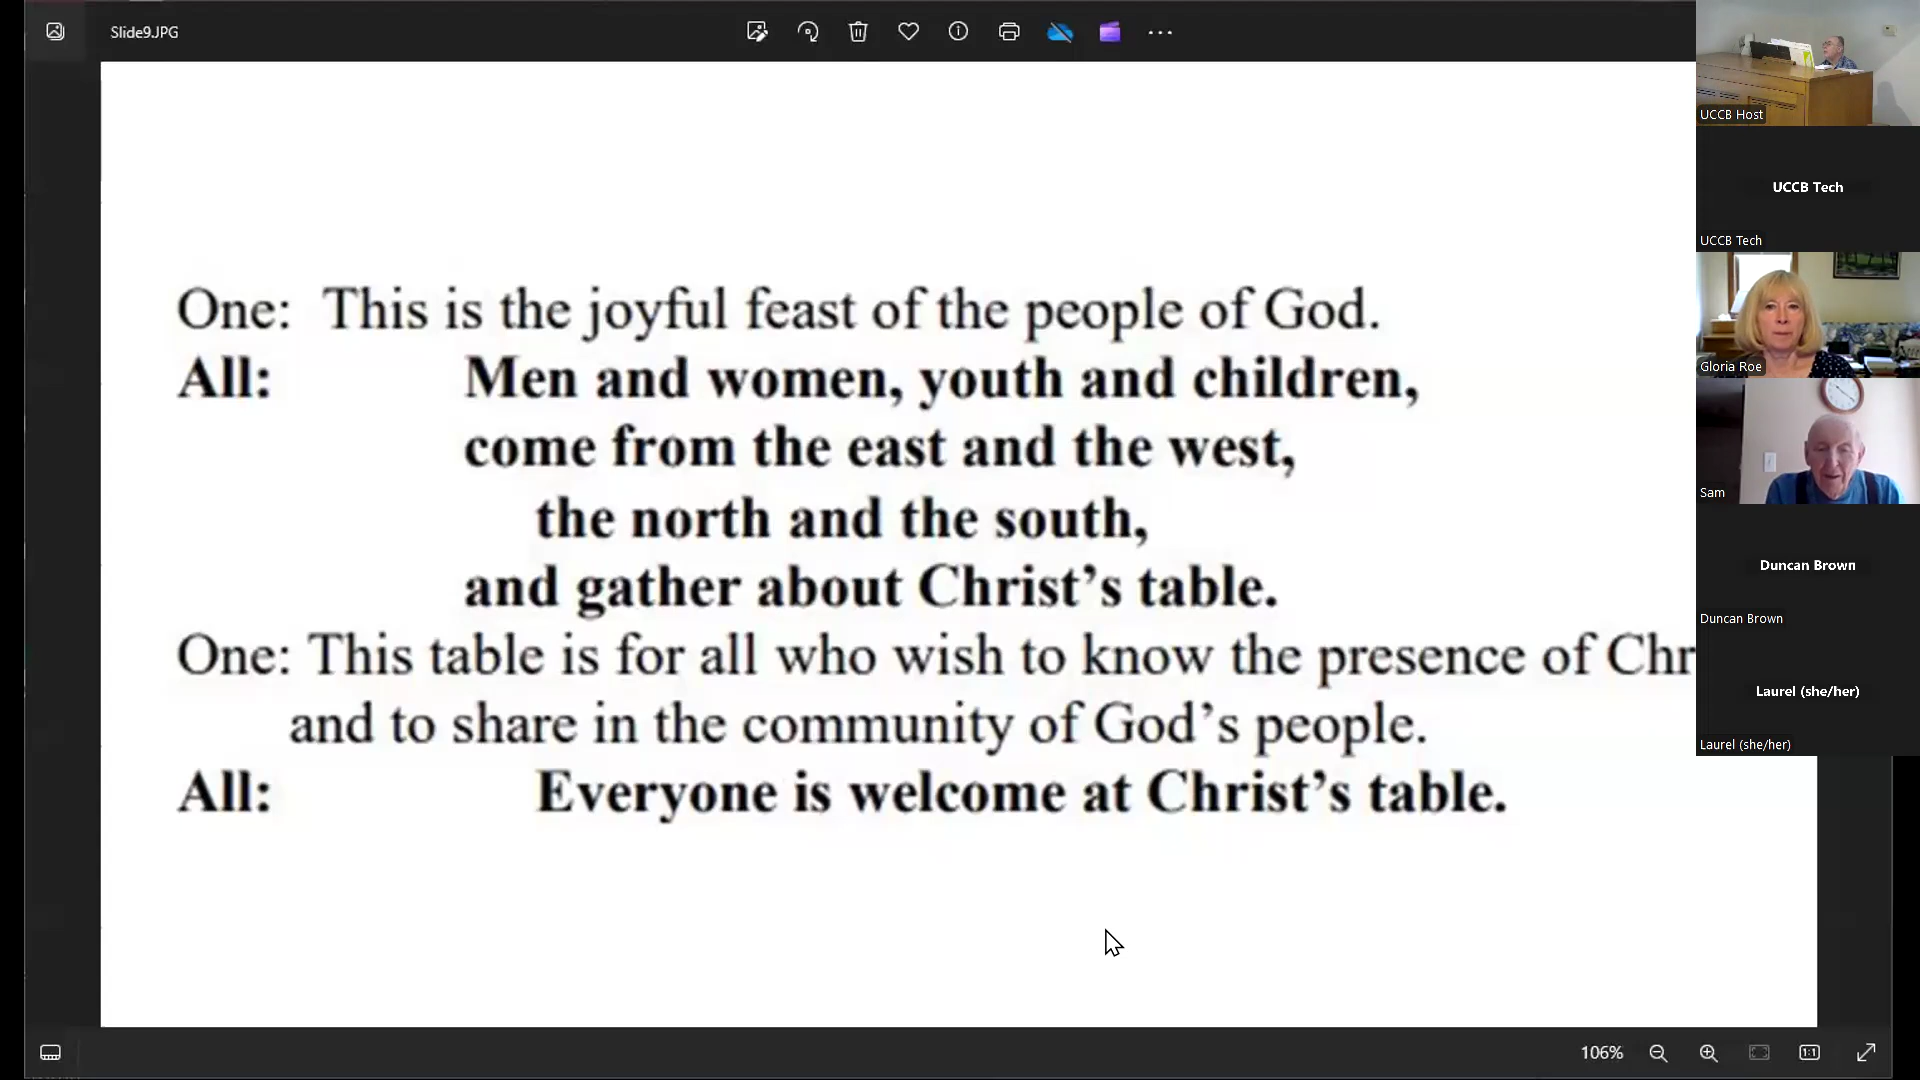 Slide9.JPG
One: This is the joyful feast of the people of God.
All: Men and women, youth and children,
come from the east and the west,
the north and the south,
and gather about Christ’s table.
One: This table is for all who wish to know the presence of Chr
and to share in the community of God’s people.
All: Everyone is welcome at Christ’s table.
UCCB Host
UCCB Tech
UCCB Tech
Gloria Roe
Sam
Duncan Brown
Duncan Brown
Laurel (she/her)
Laurel (she/her)
106%
1:1